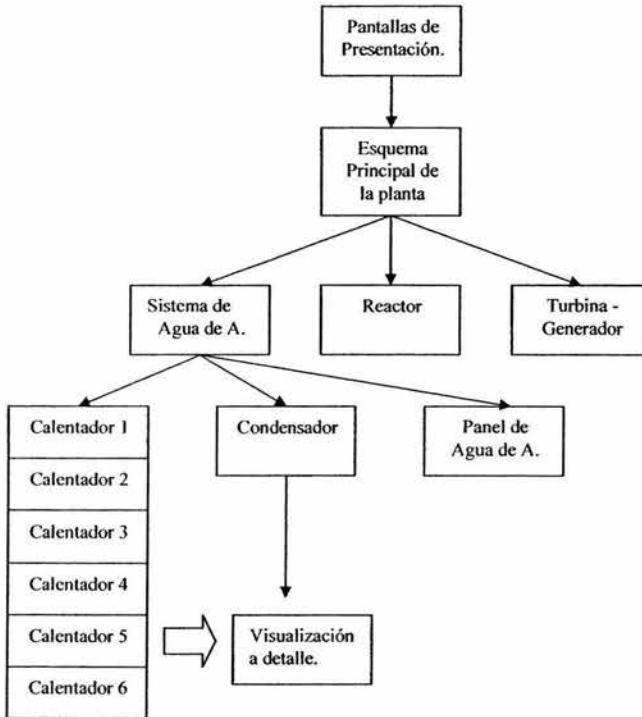 Pantallas de
Presentación.
Esquema
Principal de
la planta
Sistema de
Agua de A.
Reactor
Turbina -
Generador
Calentador 1
Calentador 2
Calentador 3
Calentador 4
Calentador 5
Calentador 6
Condensador
Panel de
Agua de A.
Visualización
a detalle.